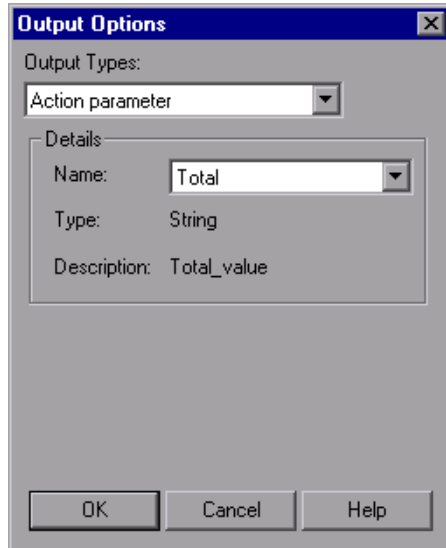 Output Options
Output Types:
Action parameter
Details
Name: Total
Type: String
Description: Total_value
OK Cancel Help